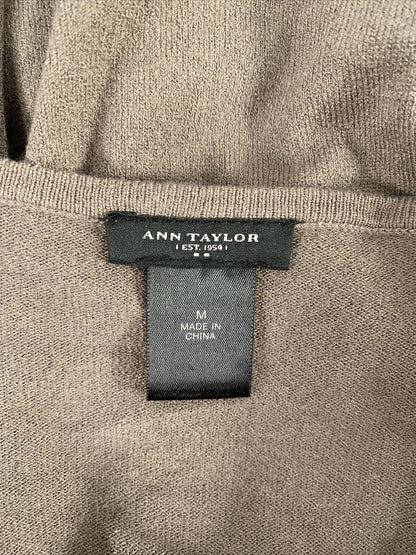 ANN TAYLOR
EST. 1954
M
MADE IN
CHINA